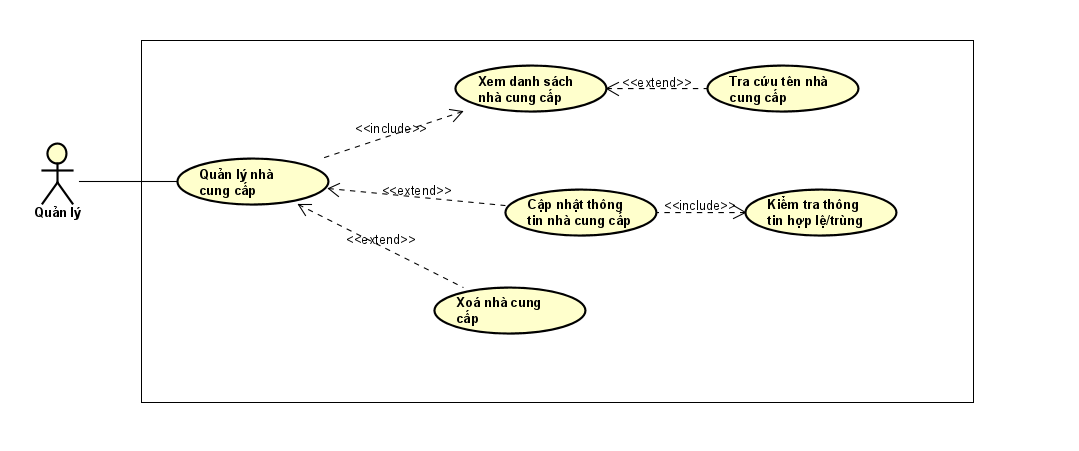 Xem danh sách
nhà cung cấp
<<extend>>
Tra cứu tên nhà
cung cấp
<<include>>
Quản lý nhà
cung cấp
Quản lý
<<extend>>
Cập nhật thông
tin nhà cung cấp
<<include>>
Kiểm tra thông
tin hợp lệ/trùng
<<extend>>
Xoá nhà cung
cấp